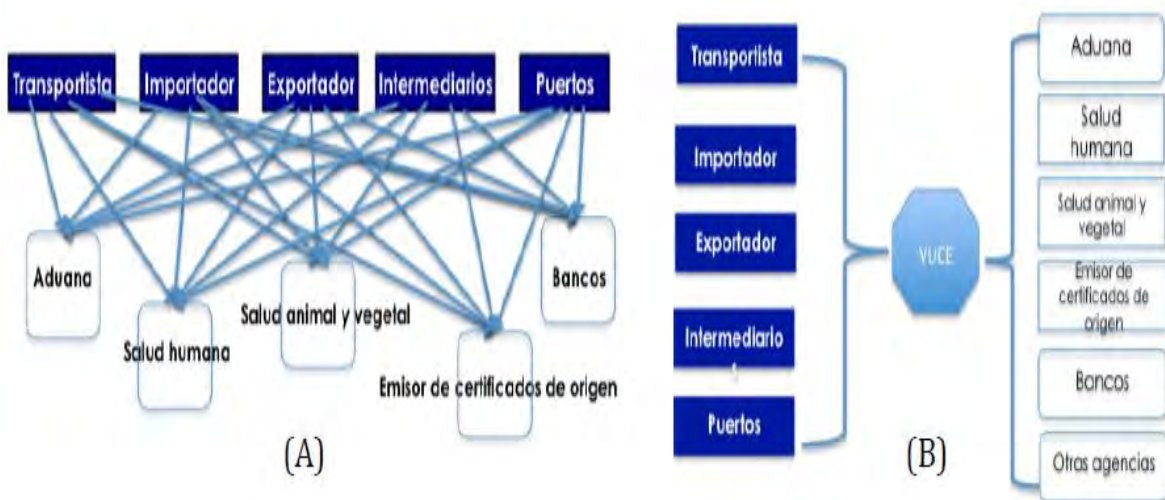 Transportista
Importador
Exportador
Intermediarios
Puertos
Aduana
Salud humana
Salud animal y vegetal
Emisor de certificados de origen
Bancos
(A)
Transportista
Importador
Exportador
Intermediario
s
Puertos
VUCE
Aduana
Salud
humana
Salud animal y
vegetal
Emisor de
certificados de
origen
Bancos
Otras agencias
(B)